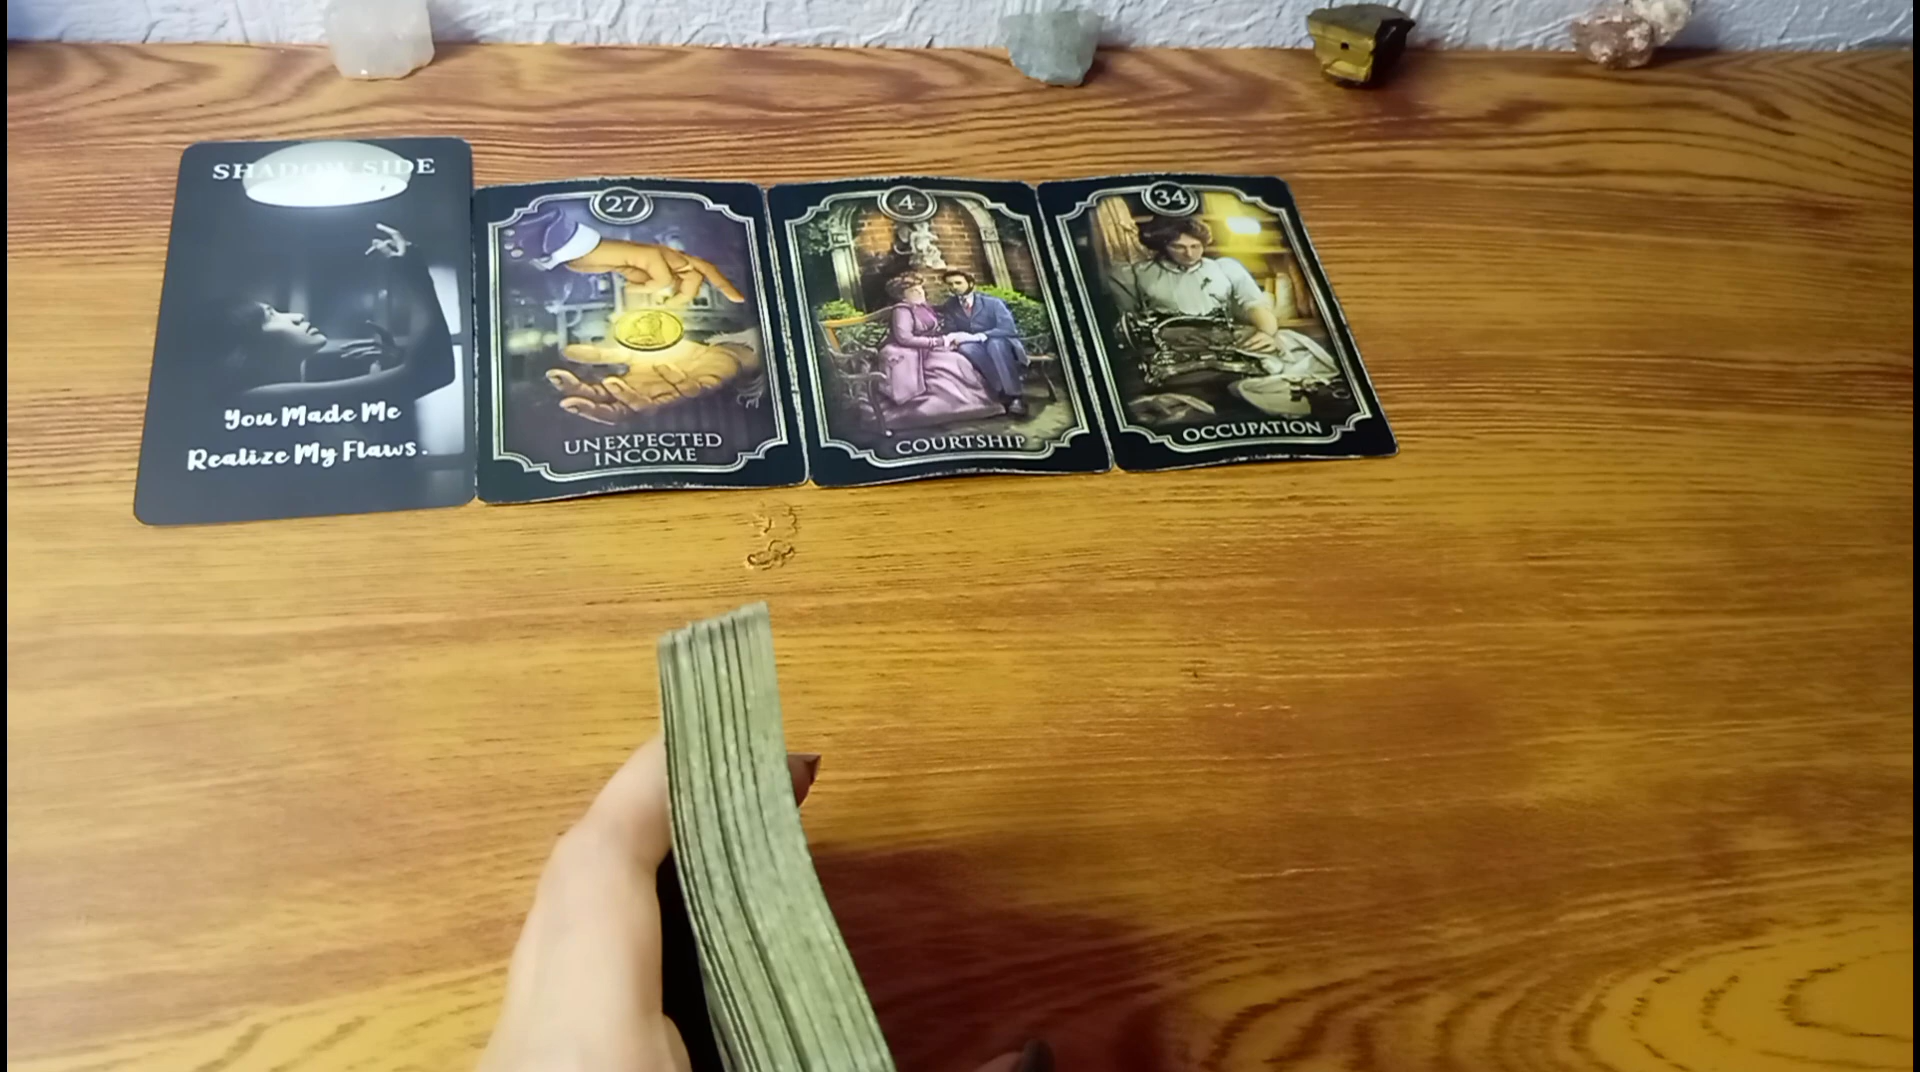 SHADOW SIDE
You Made Me
Realize My Flaws.
27
UNEXPECTED
INCOME
4
COURTSHIP
34
OCCUPATION